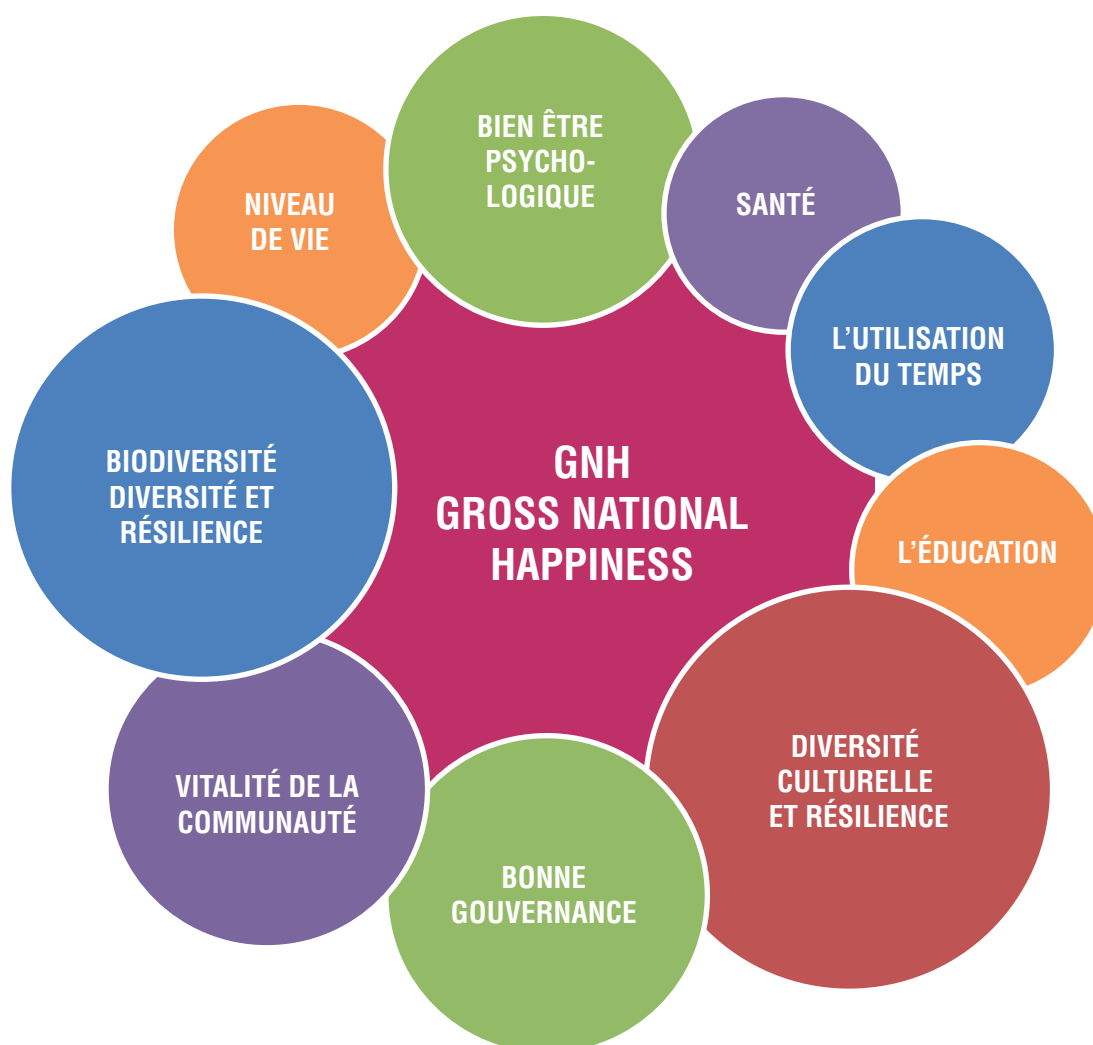 BIEN ÊTRE
PSYCHO-
LOGIQUE
SANTÉ
L'UTILISATION
DU TEMPS
L'ÉDUCATION
DIVERSITÉ
CULTURELLE
ET RÉSILIENCE
BONNE
GOUVERNANCE
VITALITÉ DE LA
COMMUNAUTÉ
BIODIVERSITÉ
DIVERSITÉ ET
RÉSILIENCE
NIVEAU
DE VIE
GNH
GROSS NATIONAL
HAPPINESS